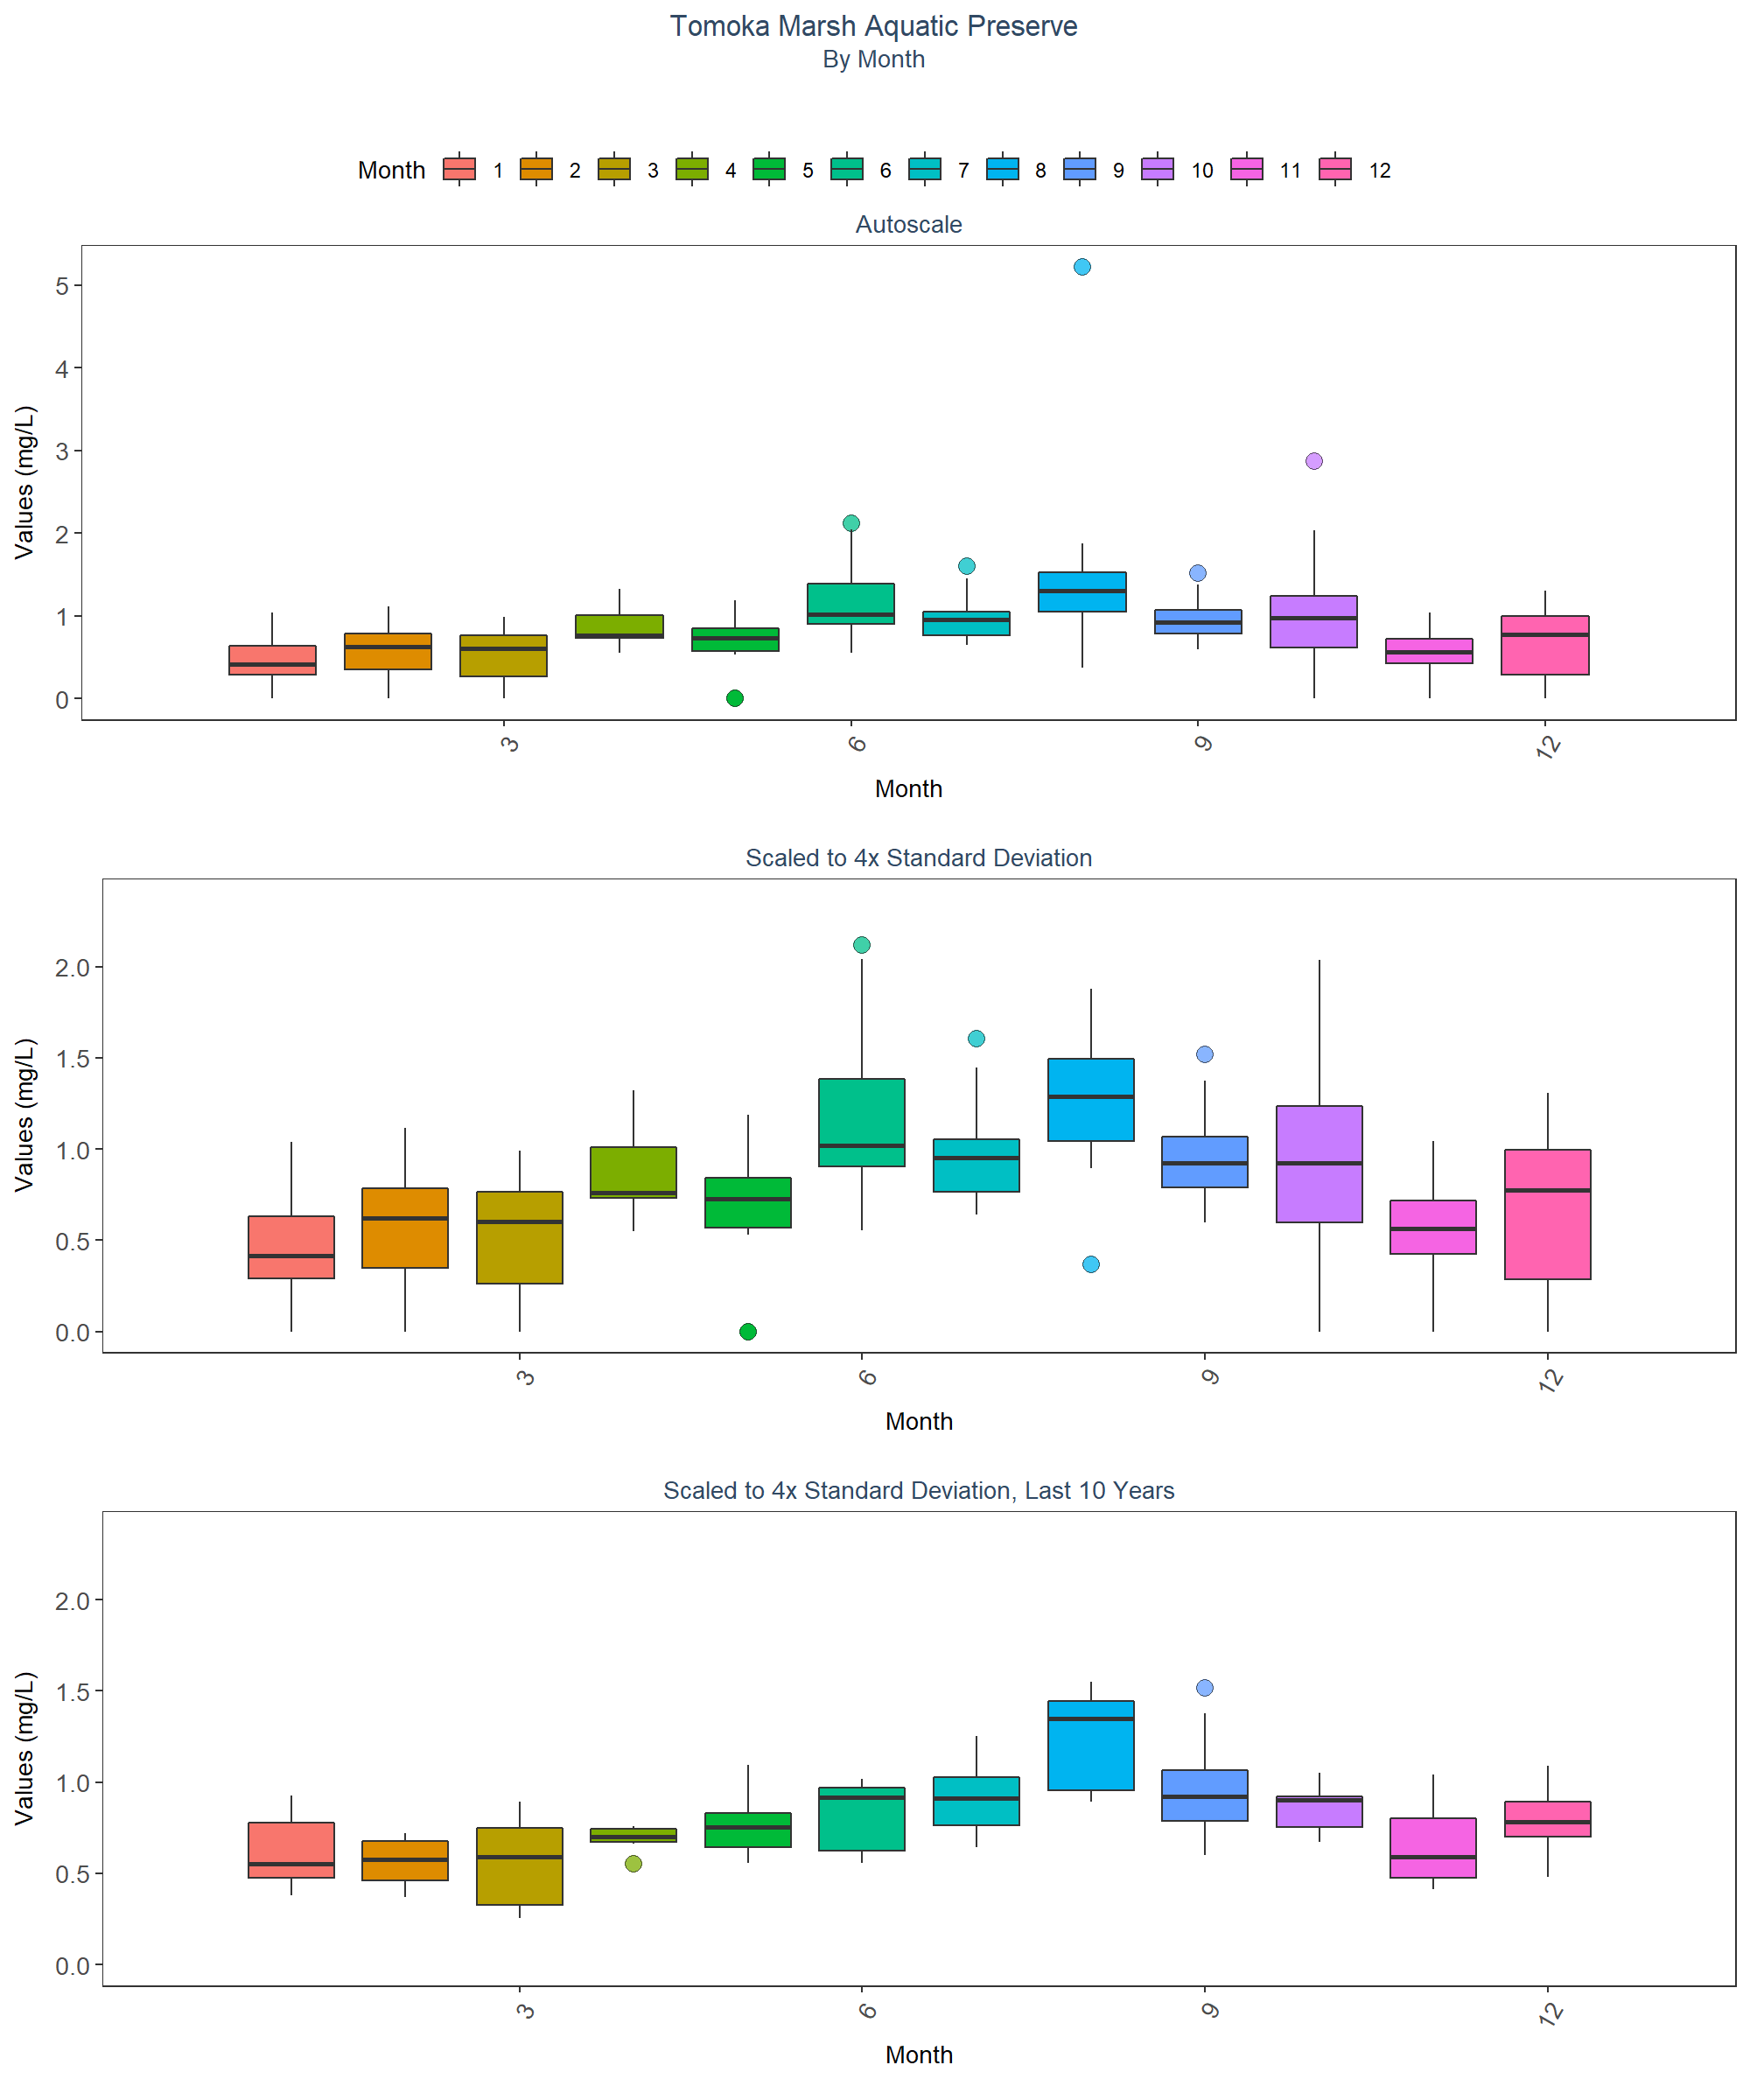 Tomoka Marsh Aquatic Preserve
By Month
Month 1 2 3 4 5 6 7 8 9 10 11 12
Autoscale
Values (mg/L)
5
4
3
2
1
0
3 6 9 12
Month
Scaled to 4x Standard Deviation
Values (mg/L)
2.0
1.5
1.0
0.5
0.0
3 6 9 12
Month
Scaled to 4x Standard Deviation, Last 10 Years
Values (mg/L)
2.0
1.5
1.0
0.5
0.0
3 6 9 12
Month